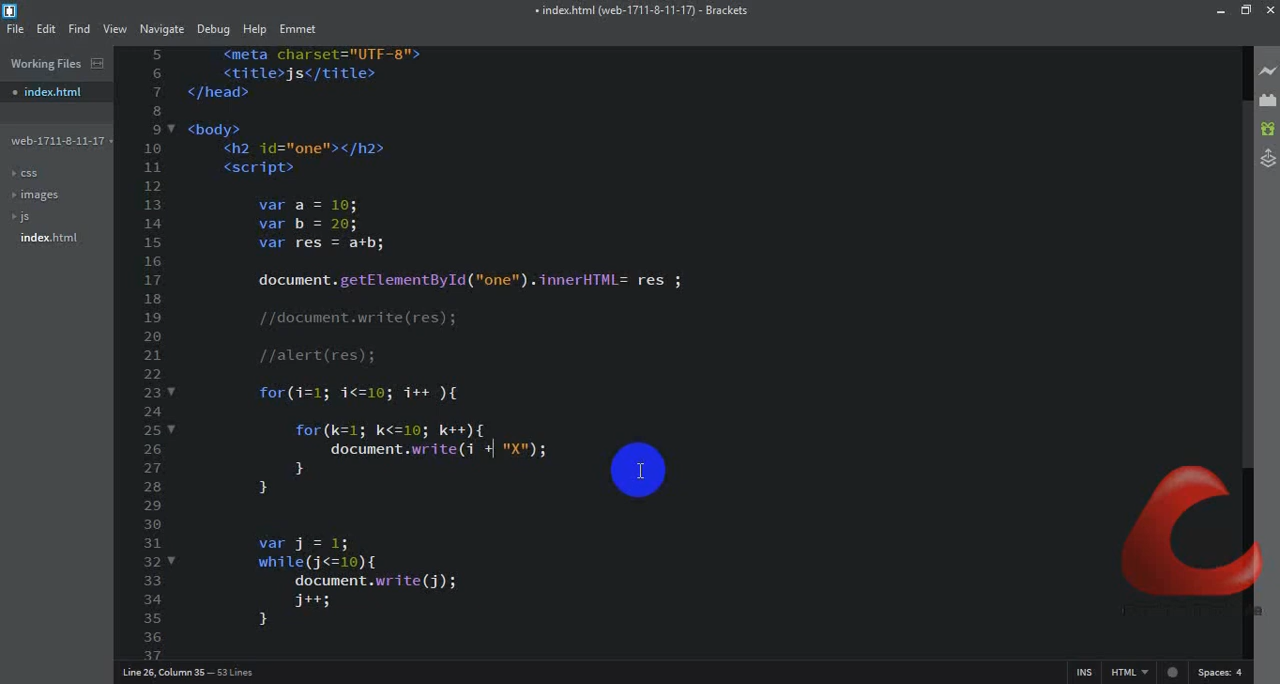 • index.html (web-1711-8-11-17) - Brackets
File Edit Find View Navigate Debug Help Emmet
Working Files
• index.html
web-1711-8-11-17
css
images
js
index.html
5 <meta charset="UTF-8">
6 <title>js</title>
7 </head>
8
9 <body>
10 <h2 id="one"></h2>
11 <script>
12
13 var a = 10;
14 var b = 20;
15 var res = a+b;
16
17 document.getElementById("one").innerHTML= res ;
18
19 //document.write(res);
20
21 //alert(res);
22
23 for(i=1; i<=10; i++ ){
24
25 for(k=1; k<=10; k++){
26 document.write(i + "X");
27 }
28 }
29
30
31 var j = 1;
32 while(j<=10){
33 document.write(j);
34 j++;
35 }
36
37
Line 26, Column 35 — 53 Lines
INS HTML Spaces: 4